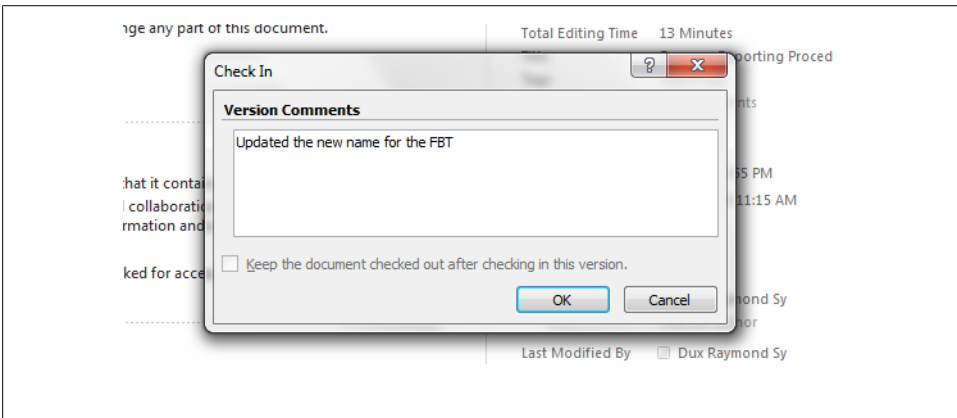 nge any part of this document.
Total Editing Time 13 Minutes
porting Proced
Check In
nts
Version Comments
Updated the new name for the FBT
55 PM
that it contai
11:15 AM
l collaboratio
rmation and
Keep the document checked out after checking in this version.
ked for acce
OK Cancel
mond Sy
hor
Last Modified By Dux Raymond Sy